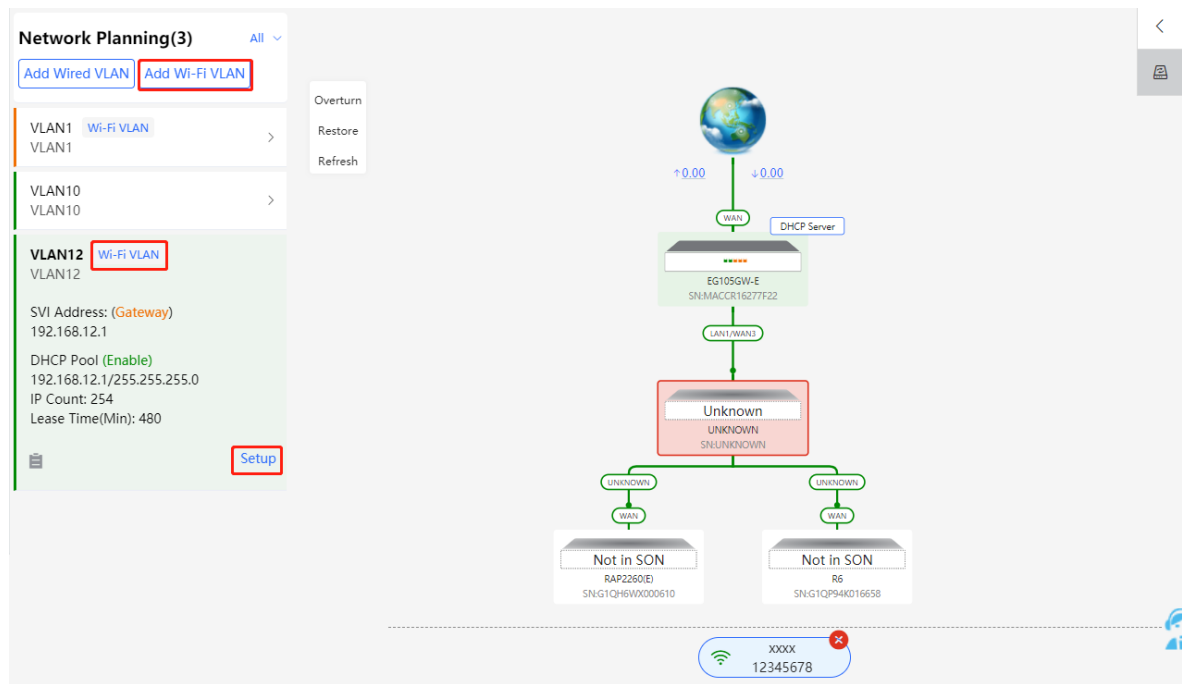 Network Planning(3)
All
Add Wired VLAN
Add Wi-Fi VLAN
VLAN1
Wi-Fi VLAN
VLAN1
VLAN10
VLAN10
VLAN12
Wi-Fi VLAN
VLAN12
SVI Address: (Gateway)
192.168.12.1
DHCP Pool (Enable)
192.168.12.1/255.255.255.0
IP Count: 254
Lease Time(Min): 480
Setup
Overturn
Restore
Refresh
↑0.00
↓0.00
WAN
DHCP Server
EG105GW-E
SN:MACCR16277F22
LAN1/WAN3
Unknown
UNKNOWN
SN:UNKNOWN
UNKNOWN
UNKNOWN
WAN
WAN
Not in SON
RAP2260(E)
SN:G1QH6WX000610
Not in SON
R6
SN:G1QP94K016658
xxxx
12345678